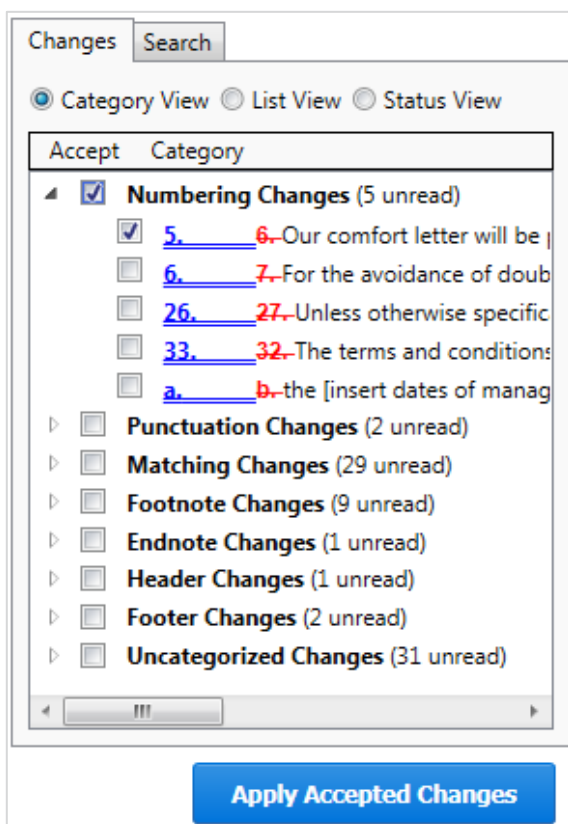 Changes Search
Category View List View Status View
Accept Category
Numbering Changes (5 unread)
5. 6. Our comfort letter will be
6. 7. For the avoidance of doub
26. 27. Unless otherwise specific
33. 32. The terms and conditions
a. b. the [insert dates of manag
Punctuation Changes (2 unread)
Matching Changes (29 unread)
Footnote Changes (9 unread)
Endnote Changes (1 unread)
Header Changes (1 unread)
Footer Changes (2 unread)
Uncategorized Changes (31 unread)
Apply Accepted Changes